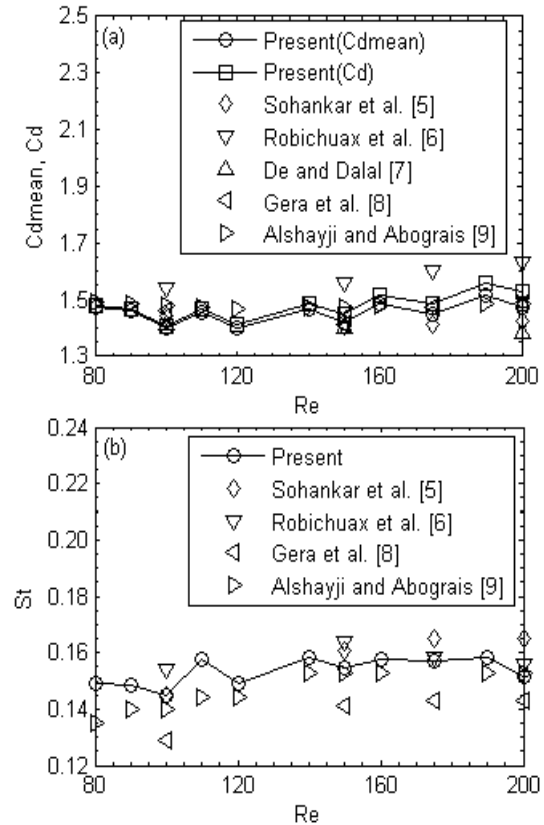 (a)
2.5
2.3
2.1
1.9
1.7
1.5
1.3
Cdmean, Cd
Present(Cdmean)
Present(Cd)
Sohankar et al. [5]
Robichuax et al. [6]
De and Dalal [7]
Gera et al. [8]
Alshayji and Abograis [9]
80 120 160 200
Re
(b)
0.24
0.22
0.20
0.18
0.16
0.14
0.12
St
Present
Sohankar et al. [5]
Robichuax et al. [6]
Gera et al. [8]
Alshayji and Abograis [9]
80 120 160 200
Re